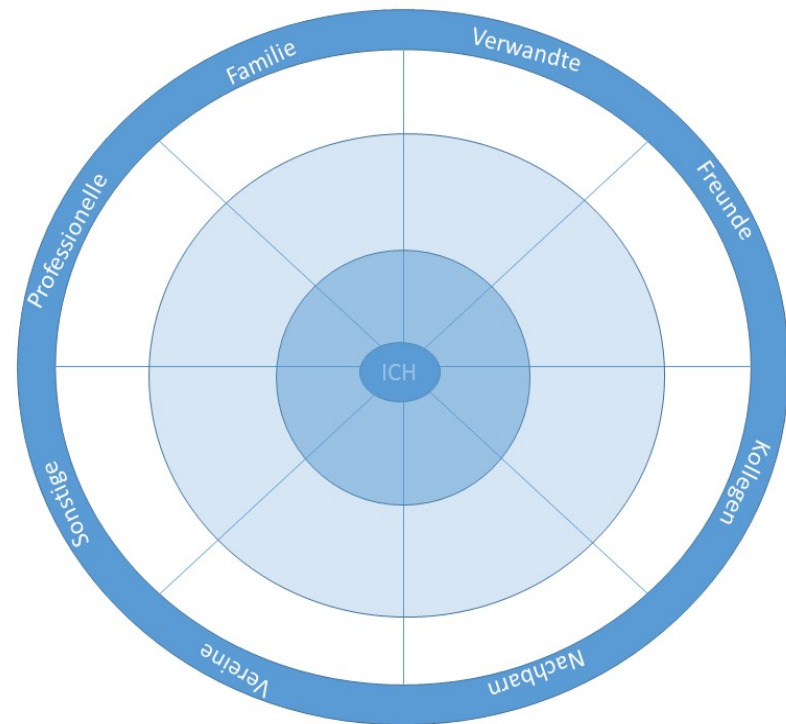 Familie
Verwandte
Freunde
Kollegen
Nachbarn
Vereine
Sonstige
Professionelle
ICH